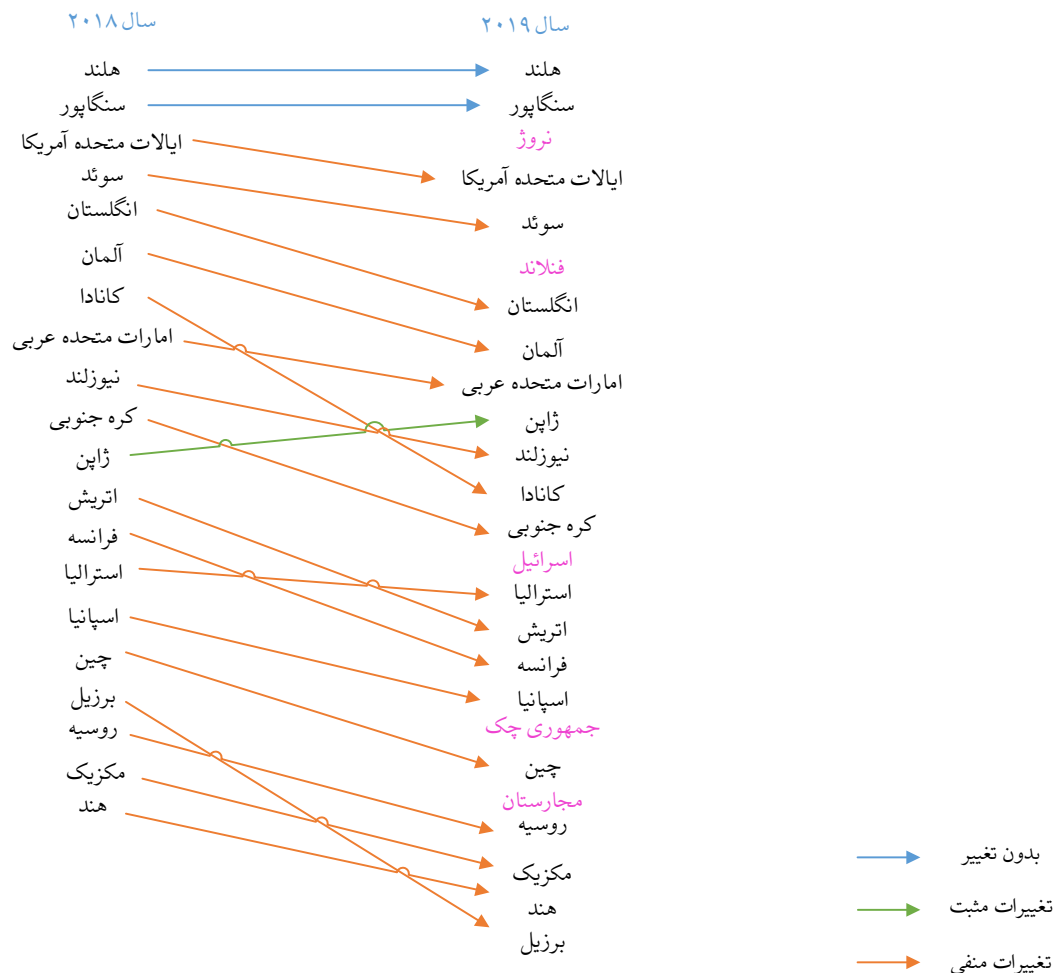 سال ۲۰۱۸
هلند
سنگاپور
ایالات متحده آمریکا
سوئد
انگلستان
آلمان
کانادا
امارات متحده عربی
نیوزلند
کره جنوبی
ژاپن
اتریش
فرانسه
استرالیا
اسپانیا
چین
برزیل
روسیه
مکزیک
هند
سال ۲۰۱۹
هلند
سنگاپور
نروژ
ایالات متحده آمریکا
سوئد
فنلاند
انگلستان
آلمان
امارات متحده عربی
ژاپن
نیوزلند
کانادا
کره جنوبی
اسرائیل
استرالیا
اتریش
فرانسه
اسپانیا
جمهوری چک
چین
مجارستان
روسیه
مکزیک
هند
برزیل
بدون تغییر
تغییرات مثبت
تغییرات منفی